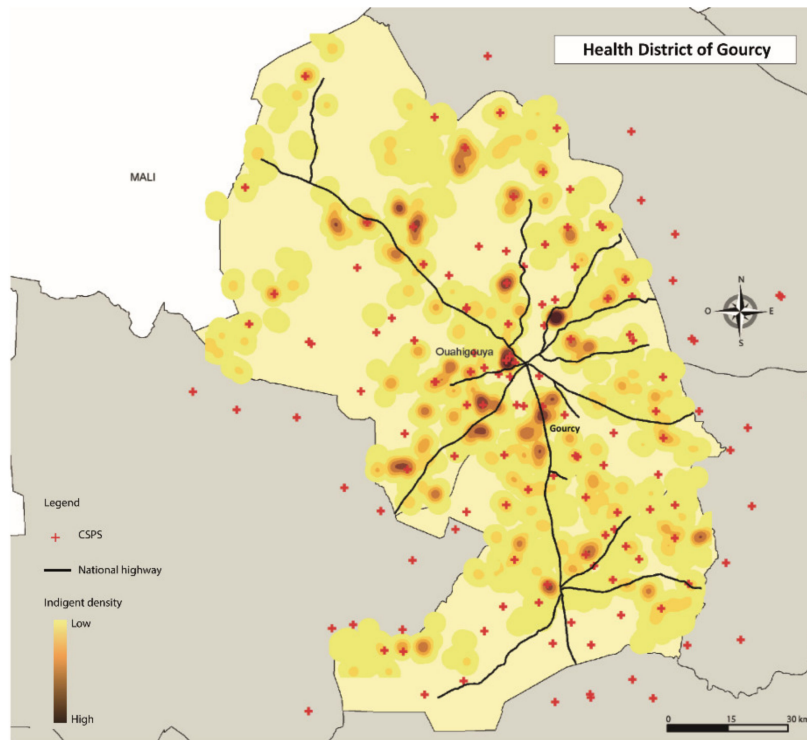 Health District of Gourcy
MALI
N
O
E
S
Ouahigouya
Gourcy
Legend
CSPS
National highway
Indigent density
Low
High
0 15 30 km